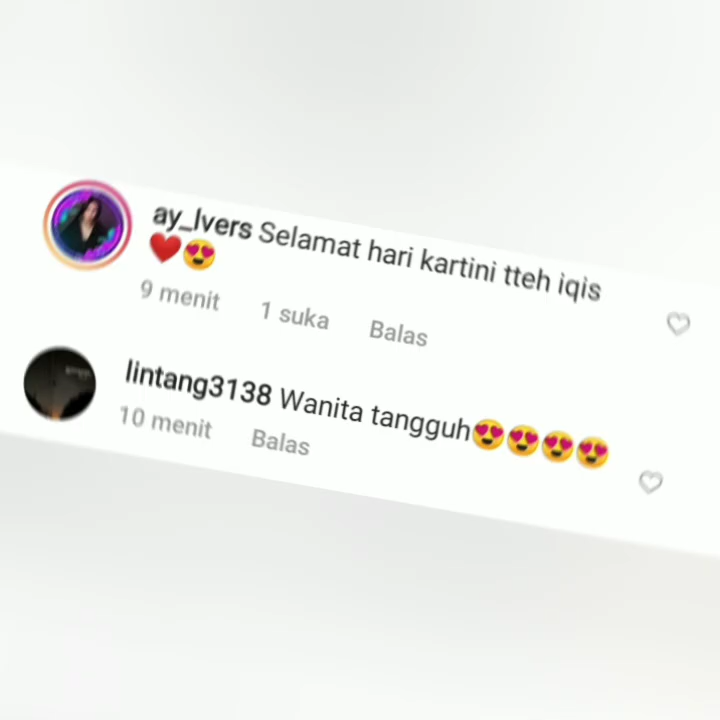 ay_lvers Selamat hari kartini tteh iqis
❤️😍
9 menit 1 suka Balas
lintang3138 Wanita tangguh😍😍😍😍
10 menit Balas